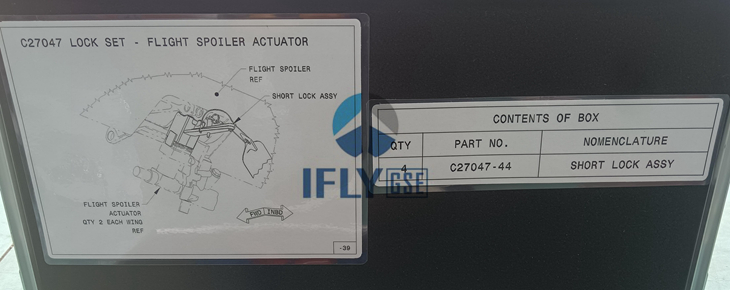 C27047 LOCK SET - FLIGHT SPOILER ACTUATOR
FLIGHT SPOILER
REF
SHORT LOCK ASSY
FLIGHT SPOILER
ACTUATOR
QTY 2 EACH WING
REF
FWD INBD
-39
CONTENTS OF BOX
QTY PART NO. NOMENCLATURE
4 C27047-44 SHORT LOCK ASSY
IFLY GSE